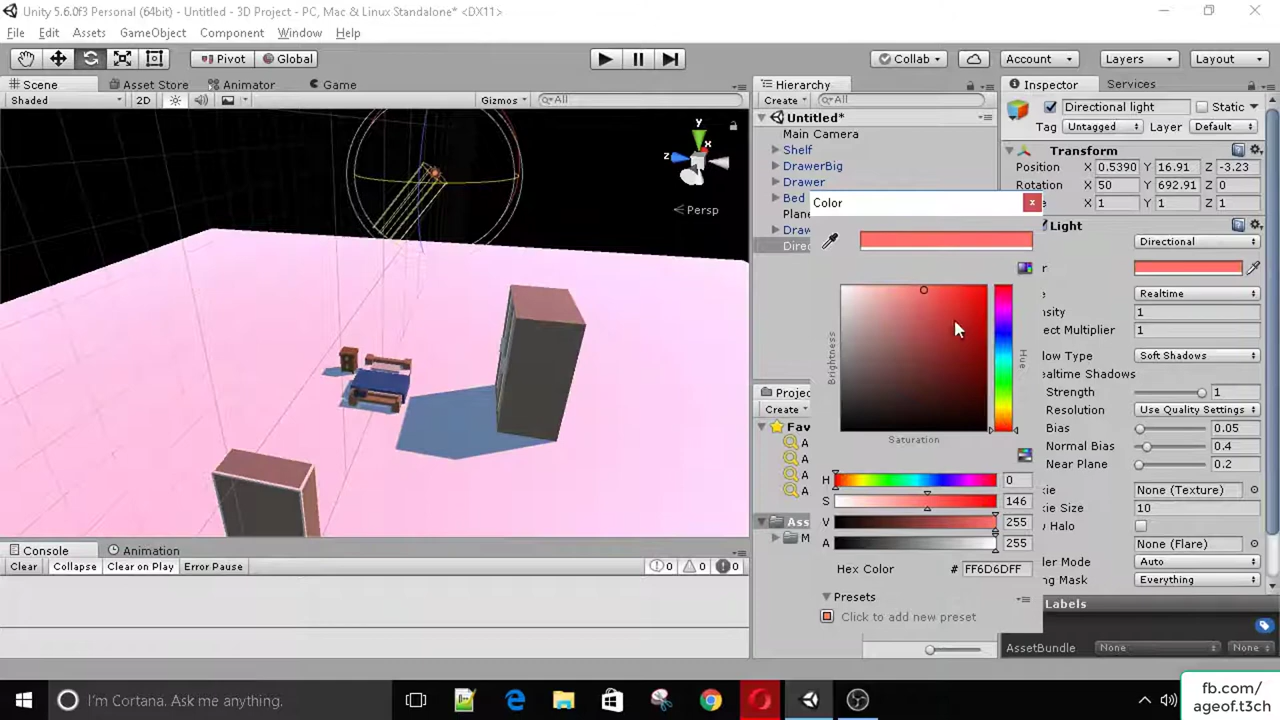 Unity 5.6.0f3 Personal (64bit) - Untitled - 3D Project - PC, Mac & Linux Standalone* <DX11>
File Edit Assets GameObject Component Window Help
Pivot Global Collab Account Layers Layout
Scene Asset Store Animator Game Hierarchy Inspector Services
Shaded 2D Gizmos All Create All Directional light Static
Untitled* Tag Untagged Layer Default
Main Camera
Shelf Transform
DrawerBig Position X 0.5390 Y 16.91 Z -3.23
Drawer Rotation X 50 Y 692.91 Z 0
Bed X 1 Y 1 Z 1
Color
y
x
z
Persp
Plane
Light Directional
Realtime
1
1
Soft Shadows
Realtime Shadows
Strength 1
Resolution Use Quality Settings
Bias 0.05
Normal Bias 0.4
Near Plane 0.2
None (Texture)
10
Halo
None (Flare)
Auto
Everything
Brightness
Hue
Saturation
H 0
S 146
V 255
A 255
Hex Color # FF6D6DFF
Presets
Click to add new preset
Create
Labels
AssetBundle None None
Console Animation
Clear Collapse Clear on Play Error Pause 0 0 0
I'm Cortana. Ask me anything.
fb.com/
ageof.t3ch